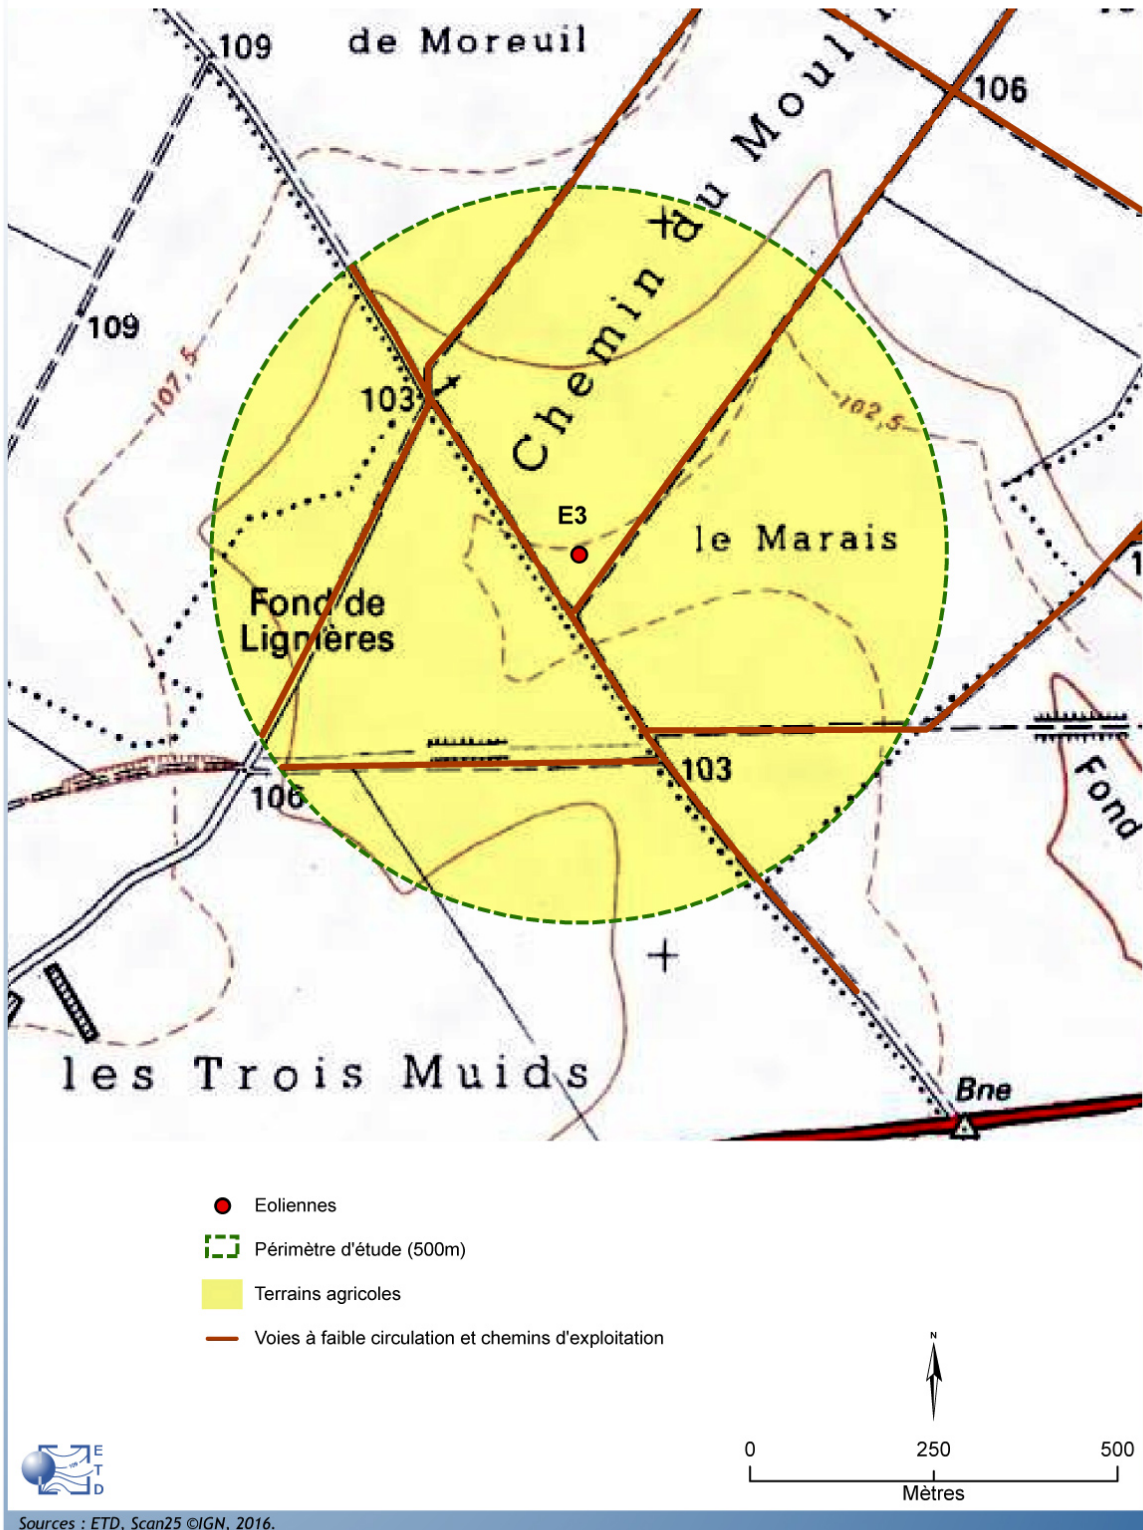 109
de Moreuil
Chemin du Moul
106
109
107,5
103
102,5
E3
le Marais
Fond de
Lignières
103
106
Fond
les Trois Muids
Bne
Eoliennes
Périmètre d'étude (500m)
Terrains agricoles
Voies à faible circulation et chemins d'exploitation
N
E
T
D
0 250 500
Mètres
Sources : ETD, Scan25 ©IGN, 2016.